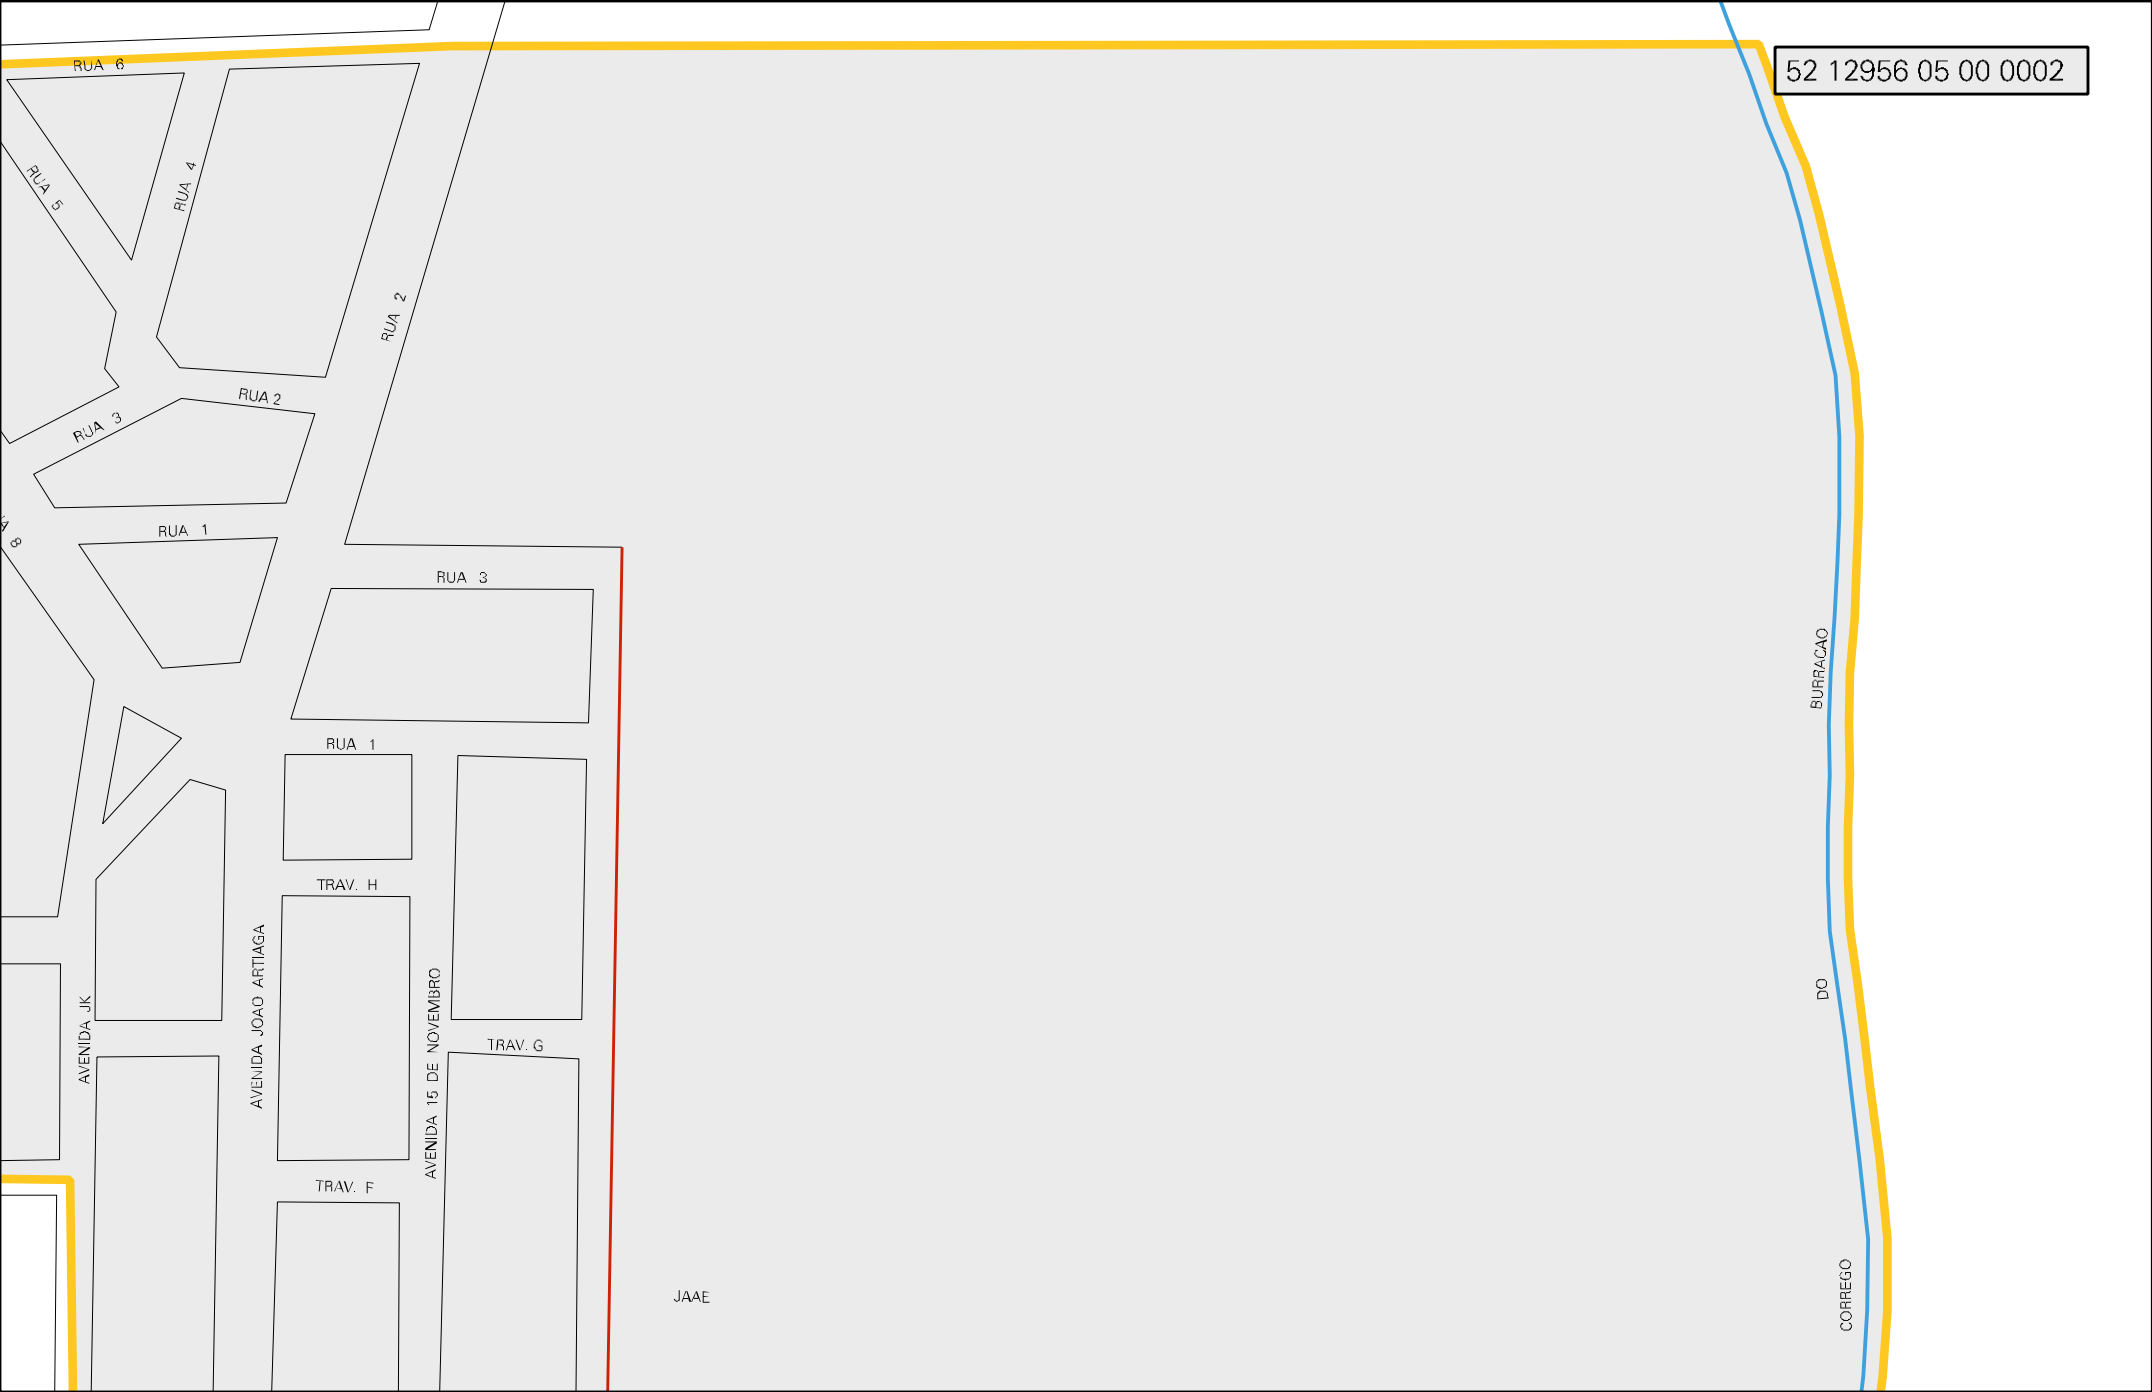 RUA 6
52 12956 05 00 0002
RUA 5
RUA 4
RUA 2
RUA 2
RUA 3
RUA 1
8
RUA 3
BURRACAO
RUA 1
TRAV. H
AVENIDA JOAO ARTIAGA
AVENIDA 15 DE NOVEMBRO
AVENIDA JK
DO
TRAV. G
TRAV. F
JAAE
CORREGO